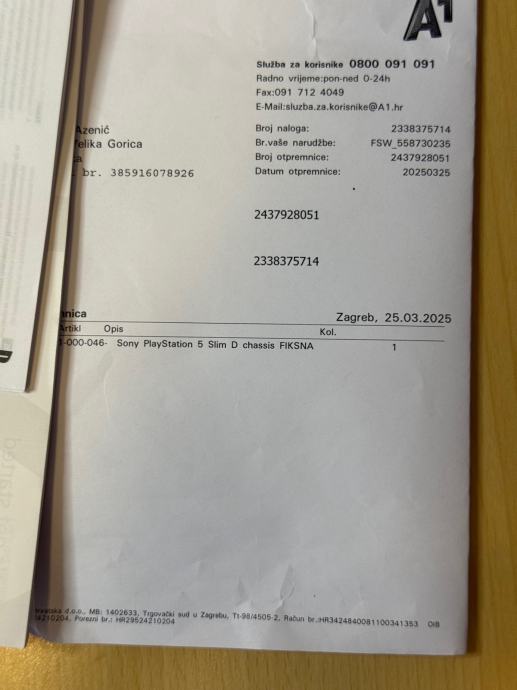 A1
Služba za korisnike 0800 091 091
Radno vrijeme:pon-ned 0-24h
Fax:091 712 4049
E-Mail:sluzba.za.korisnike@A1.hr
Azenić
elika Gorica
a
br. 385916078926
Broj naloga: 2338375714
Br.vaše narudžbe: FSW_558730235
Broj otpremnice: 2437928051
Datum otpremnice: 20250325
2437928051
2338375714
nica Zagreb, 25.03.2025
Artikl Opis Kol.
1-000-046- Sony PlayStation 5 Slim D chassis FIKSNA 1
d.o.o., MB: 1402633, Trgovački sud u Zagrebu, Tt-98/4505-2, Račun br.:HR3424840081100341353 OIB
24210204, Porezni br.: HR29524210204